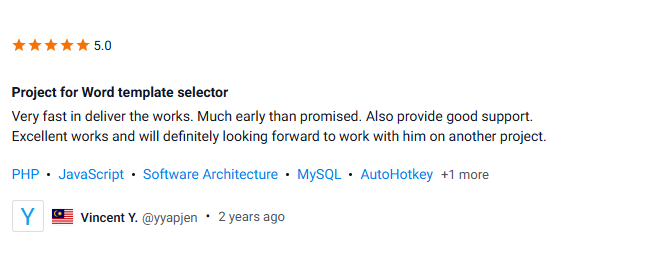 5.0
Project for Word template selector
Very fast in deliver the works. Much early than promised. Also provide good support.
Excellent works and will definitely looking forward to work with him on another project.
PHP • JavaScript • Software Architecture • MySQL • AutoHotkey +1 more
Y Vincent Y. @yyapjen • 2 years ago